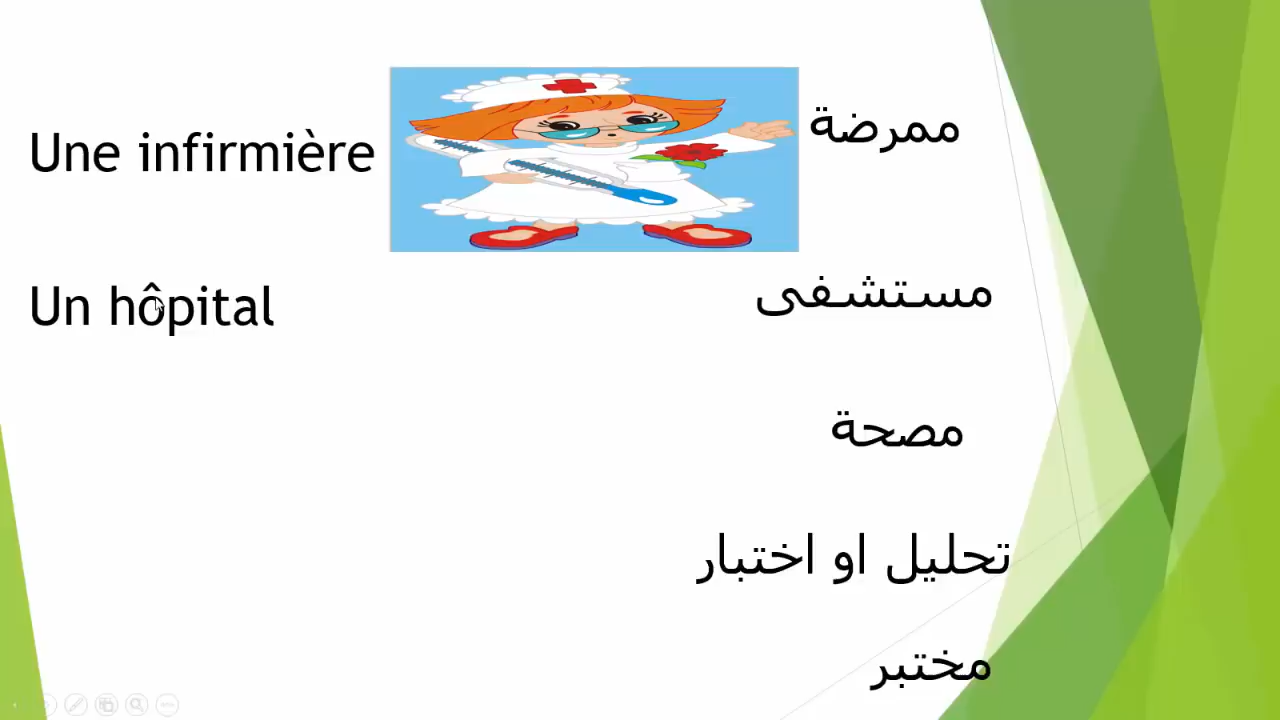 Une infirmière
ممرضة
Un hôpital
مستشفى
مصحة
تحليل او اختبار
مختبر